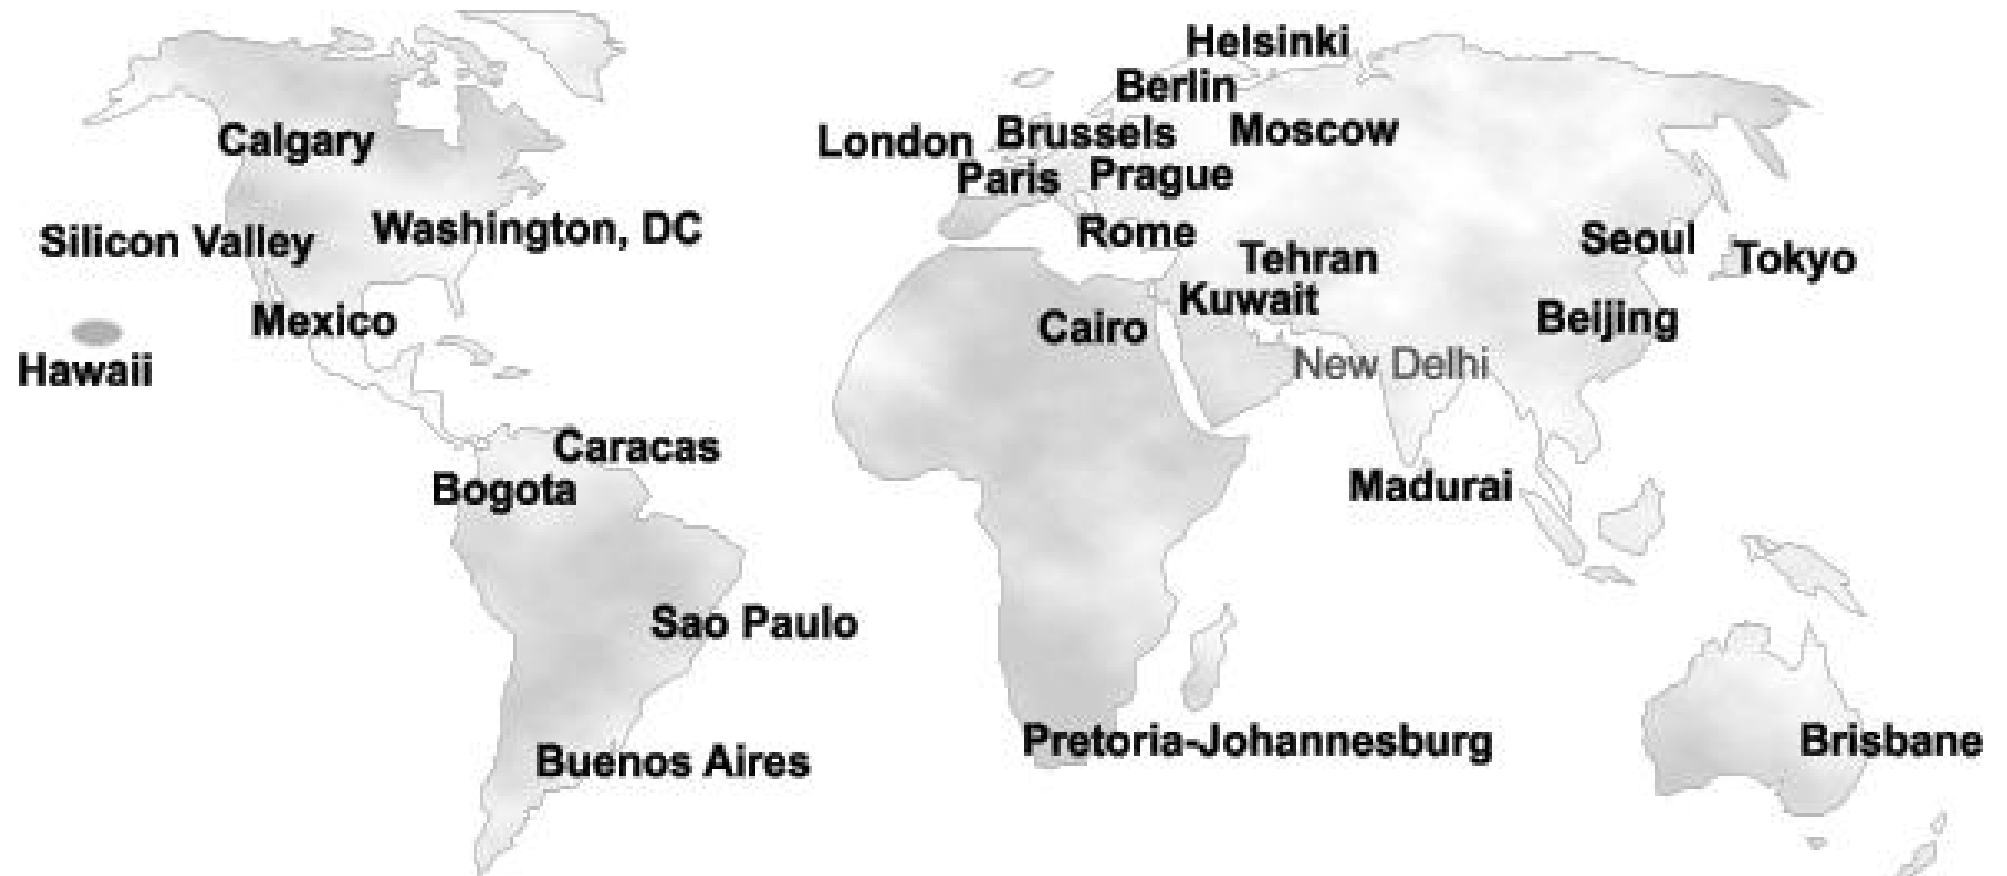 Helsinki
Berlin
Calgary
London
Brussels
Moscow
Paris
Prague
Silicon Valley
Washington, DC
Rome
Seoul
Tehran
Tokyo
Mexico
Kuwait
Cairo
Beijing
Hawaii
New Delhi
Caracas
Bogota
Madurai
Sao Paulo
Buenos Aires
Pretoria-Johannesburg
Brisbane